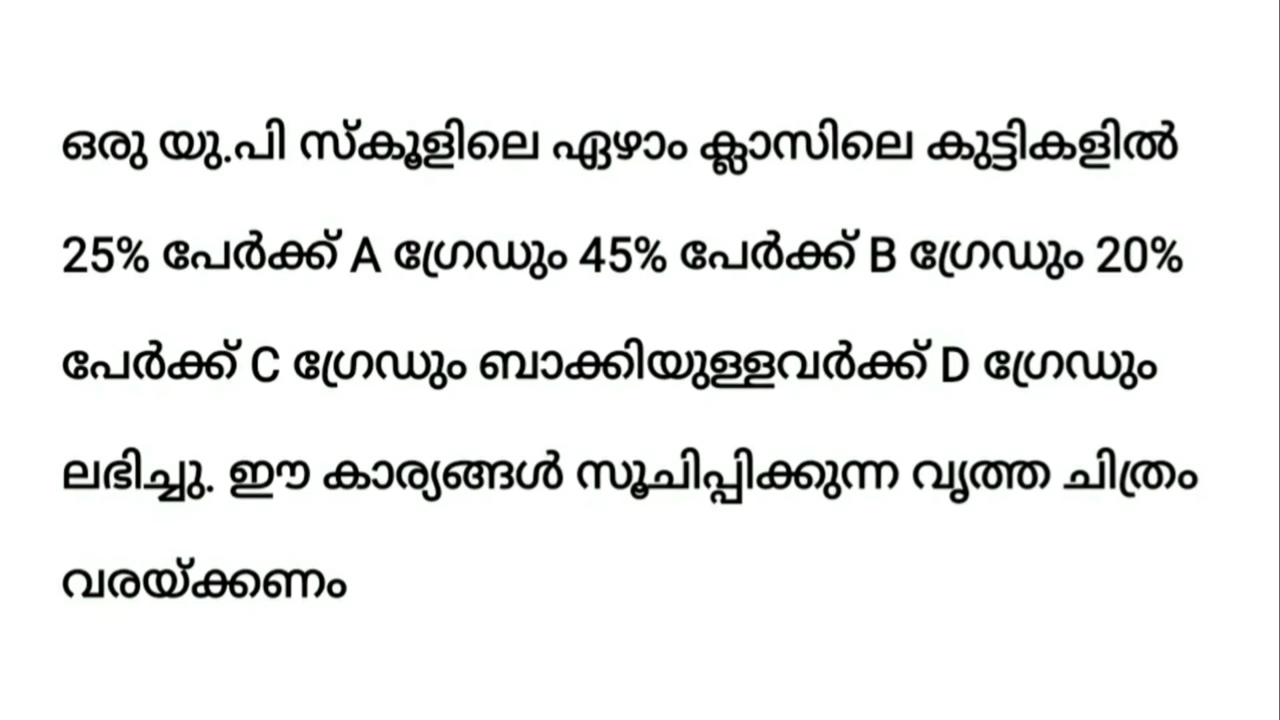 ഒരു യു.പി സ്കൂളിലെ ഏഴാം ക്ലാസിലെ കുട്ടികളിൽ
25% പേർക്ക് A ഗ്രേഡും 45% പേർക്ക് B ഗ്രേഡും 20%
പേർക്ക് C ഗ്രേഡും ബാക്കിയുള്ളവർക്ക് D ഗ്രേഡും
ലഭിച്ചു. ഈ കാര്യങ്ങൾ സൂചിപ്പിക്കുന്ന വൃത്ത ചിത്രം
വരയ്ക്കണം